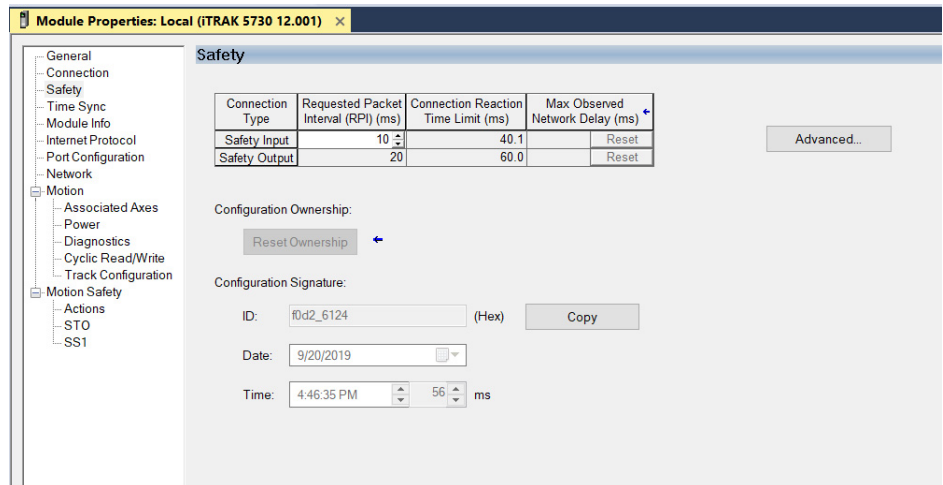 Module Properties: Local (iTRAK 5730 12.001) ×
General
Connection
Safety
Time Sync
Module Info
Internet Protocol
Port Configuration
Network
Motion
Associated Axes
Power
Diagnostics
Cyclic Read/Write
Track Configuration
Motion Safety
Actions
STO
SS1
Safety
Connection Type Requested Packet Interval (RPI) (ms) Connection Reaction Time Limit (ms) Max Observed Network Delay (ms)
Safety Input 10 40.1 Reset
Safety Output 20 60.0 Reset
Advanced...
Configuration Ownership:
Reset Ownership
Configuration Signature:
ID: f0d2_6124 (Hex) Copy
Date: 9/20/2019
Time: 4:46:35 PM 56 ms